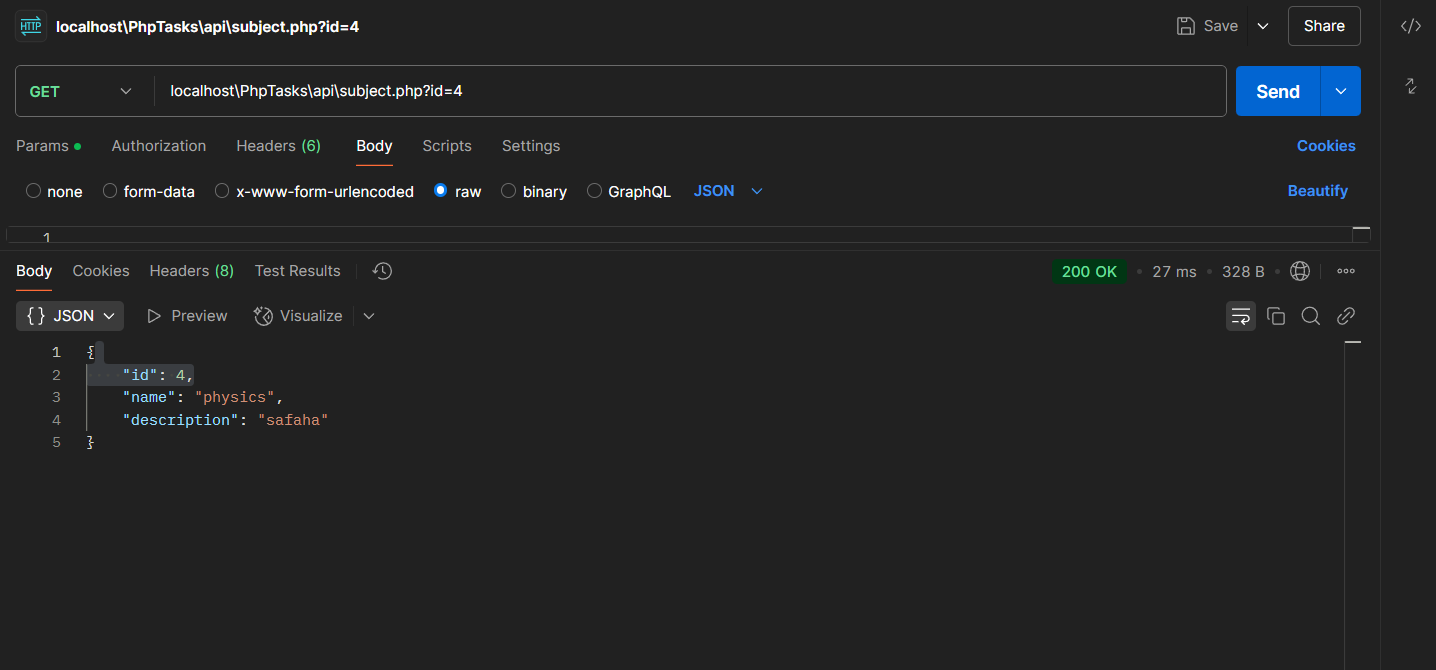 HTTP localhost\PhpTasks\api\subject.php?id=4 Save Share
GET localhost\PhpTasks\api\subject.php?id=4 Send
Params Authorization Headers (6) Body Scripts Settings Cookies
none form-data x-www-form-urlencoded raw binary GraphQL JSON Beautify
1
Body Cookies Headers (8) Test Results 200 OK • 27 ms • 328 B •
{} JSON Preview Visualize
1 {
2 "id": 4,
3 "name": "physics",
4 "description": "safaha"
5 }